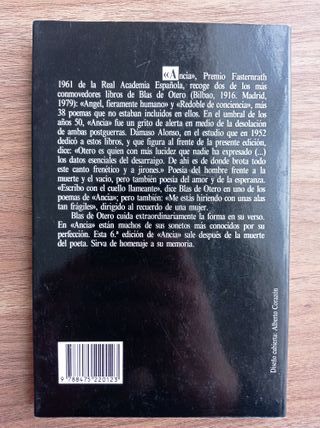 «Ancia», Premio Fasternrath
1961 de la Real Academia Española, recoge dos de los más
conmovedores libros de Blas de Otero (Bilbao, 1916. Madrid,
1979): «Angel, fieramente humano» y «Redoble de conciencia», más
38 poemas que no estaban incluidos en ellos. En el umbral de los
años 50, «Ancia» fue un grito de alerta en medio de la desolación de
ambas postguerras. Dámaso Alonso, en el estudio que en 1952
dedicó a estos libros, y que figura al frente de la presente edición,
dice: «Otero es quien con más lucidez que nadie ha expresado (...)
los datos esenciales del desarraigo. De ahí es de donde brota todo
este canto frenético y a jirones.» Poesía del hombre frente a la
muerte y el vacío, pero también poesía del amor y de la esperanza.
«Escribo con el cuello llameante», dice Blas de Otero en uno de los
poemas de «Ancia»; pero también: «Me estás hiriendo con unas alas
tan frágiles», dirigido al recuerdo de una mujer.
Blas de Otero cuida extraordinariamente la forma en su verso.
En «Ancia» están muchos de sus sonetos más conocidos por su
perfección. Esta 6.ª edición de «Ancia» sale después de la muerte
del poeta. Sirva de homenaje a su memoria.
Diseño cubierta: Alberto Corazón
9 788475 220123